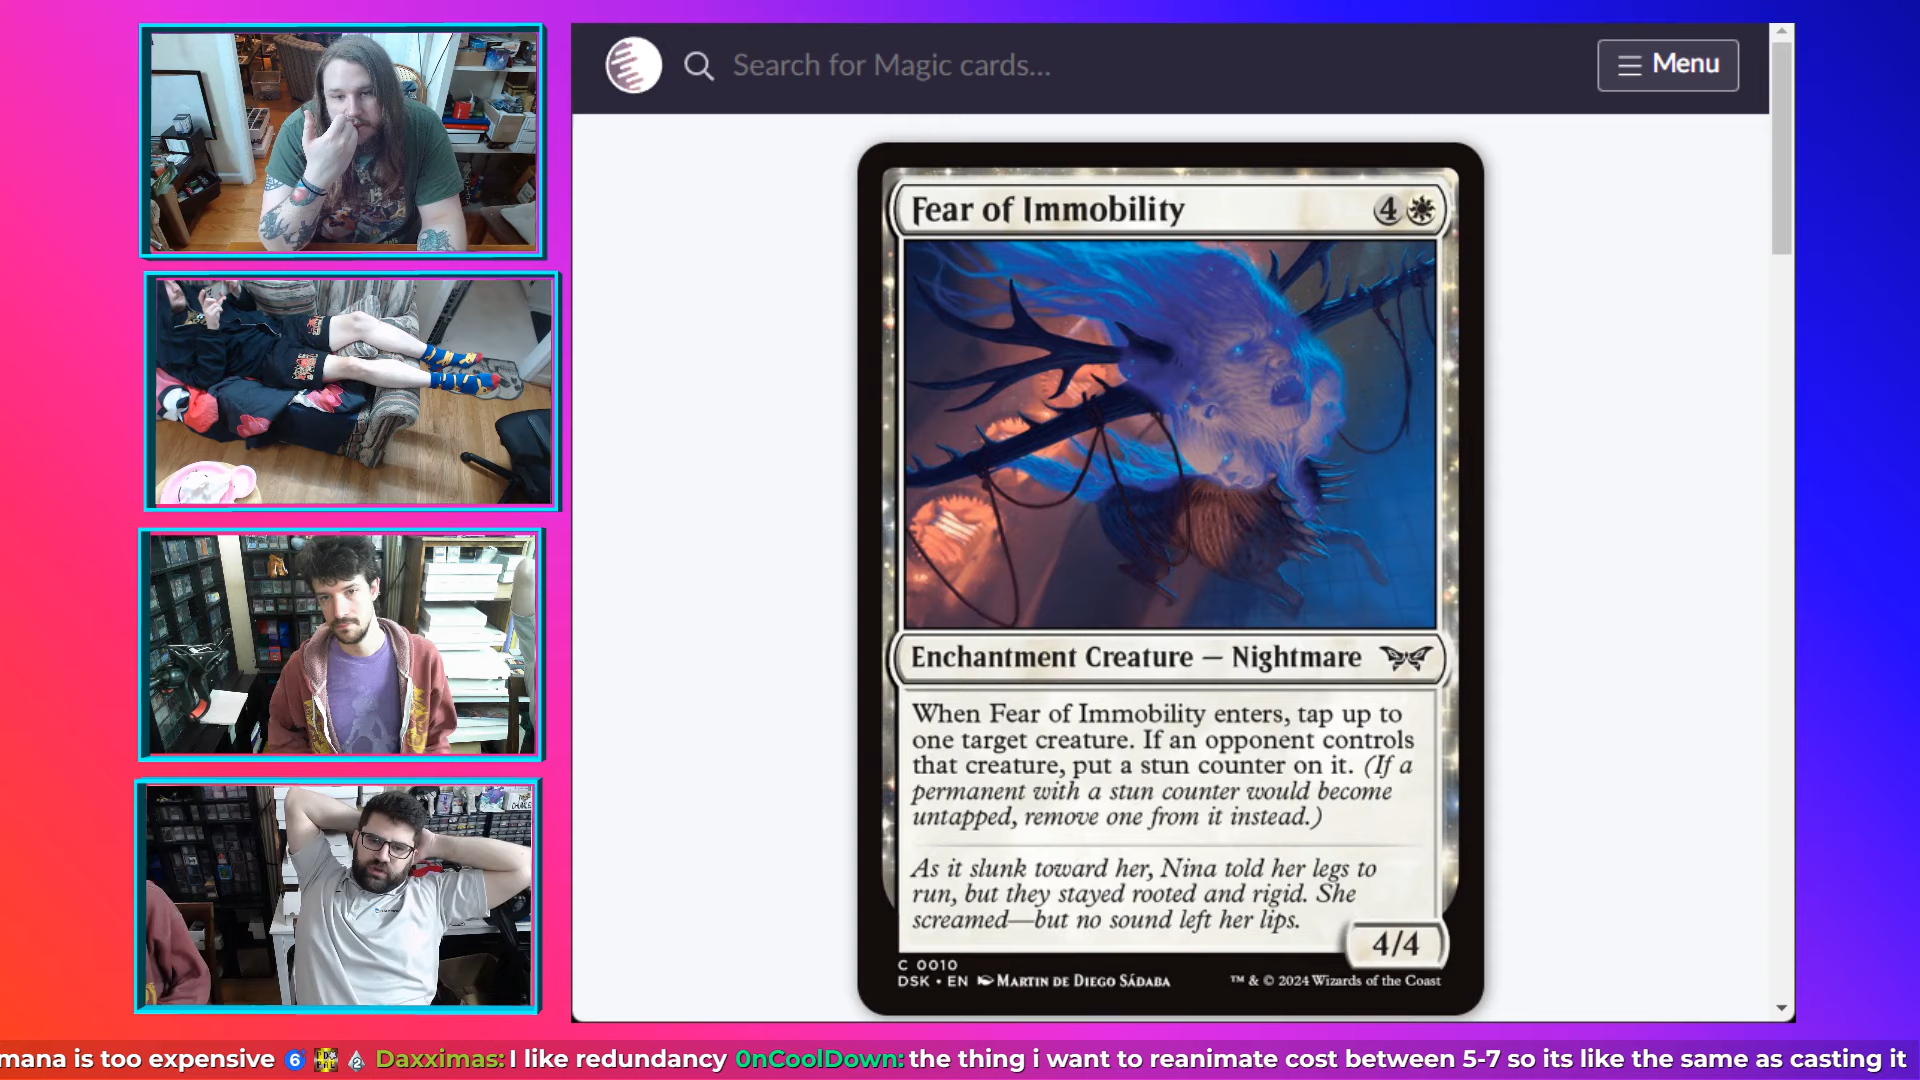 Search for Magic cards...
Menu
Fear of Immobility
4
Enchantment Creature — Nightmare
When Fear of Immobility enters, tap up to
one target creature. If an opponent controls
that creature, put a stun counter on it. (If a
permanent with a stun counter would become
untapped, remove one from it instead.)
As it slunk toward her, Nina told her legs to
run, but they stayed rooted and rigid. She
screamed—but no sound left her lips.
4/4
C 0010
DSK • EN MARTIN DE DIEGO SÁDABA
™ & © 2024 Wizards of the Coast
mana is too expensive 6 2 Daxximas: I like redundancy 0nCoolDown: the thing i want to reanimate cost between 5-7 so its like the same as casting it